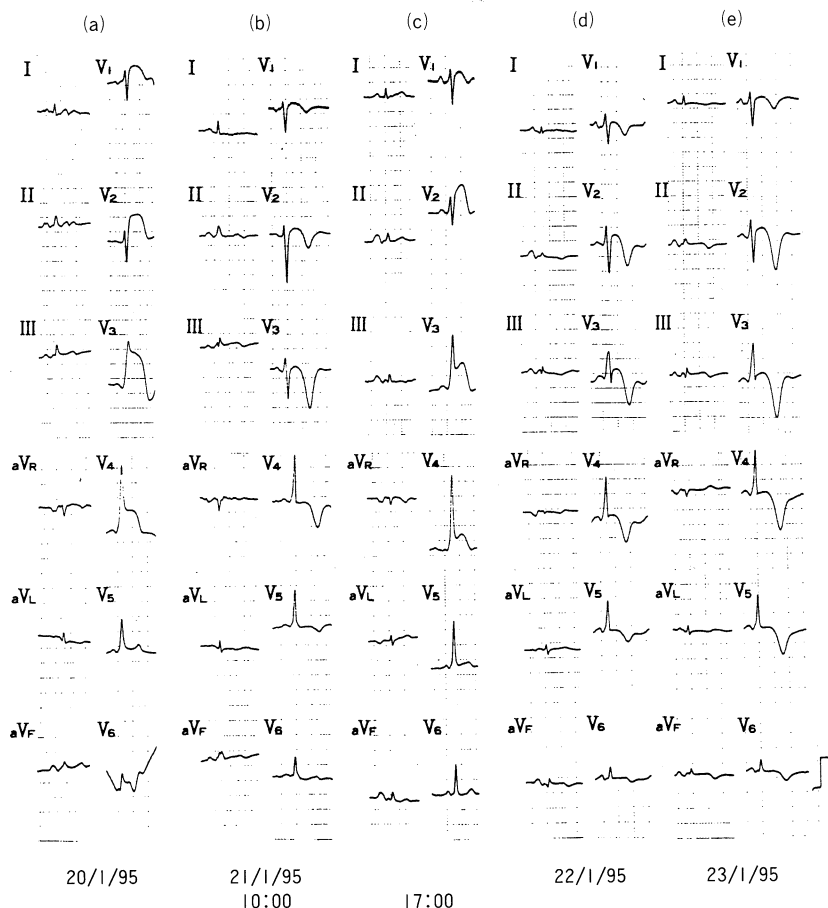 (a) (b) (c) (d) (e)
I V1 I V1 I V1 I V1 I V1
II V2 II V2 II V2 II V2 II V2
III V3 III V3 III V3 III V3 III V3
aVR V4 aVR V4 aVR V4 aVR V4 aVR V4
aVL V5 aVL V5 aVL V5 aVL V5 aVL V5
aVF V6 aVF V6 aVF V6 aVF V6 aVF V6
20/1/95 21/1/95 22/1/95 23/1/95
10:00 17:00